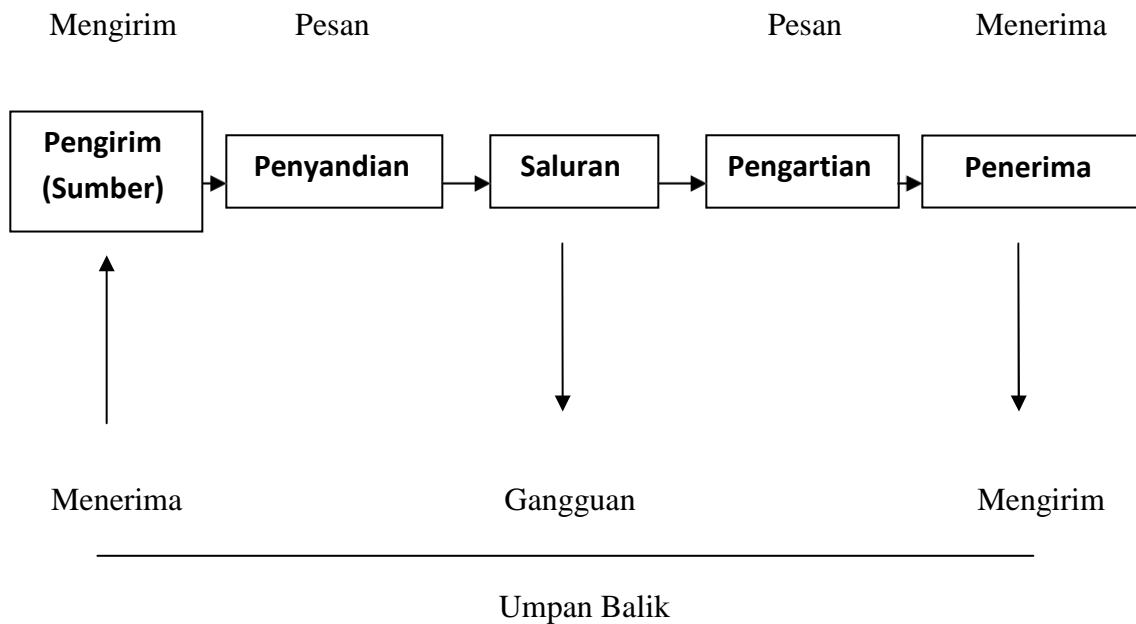 Mengirim Pesan Pesan Menerima
Pengirim
(Sumber)
Penyandian
Saluran
Pengartian
Penerima
Menerima Gangguan Mengirim
Umpan Balik